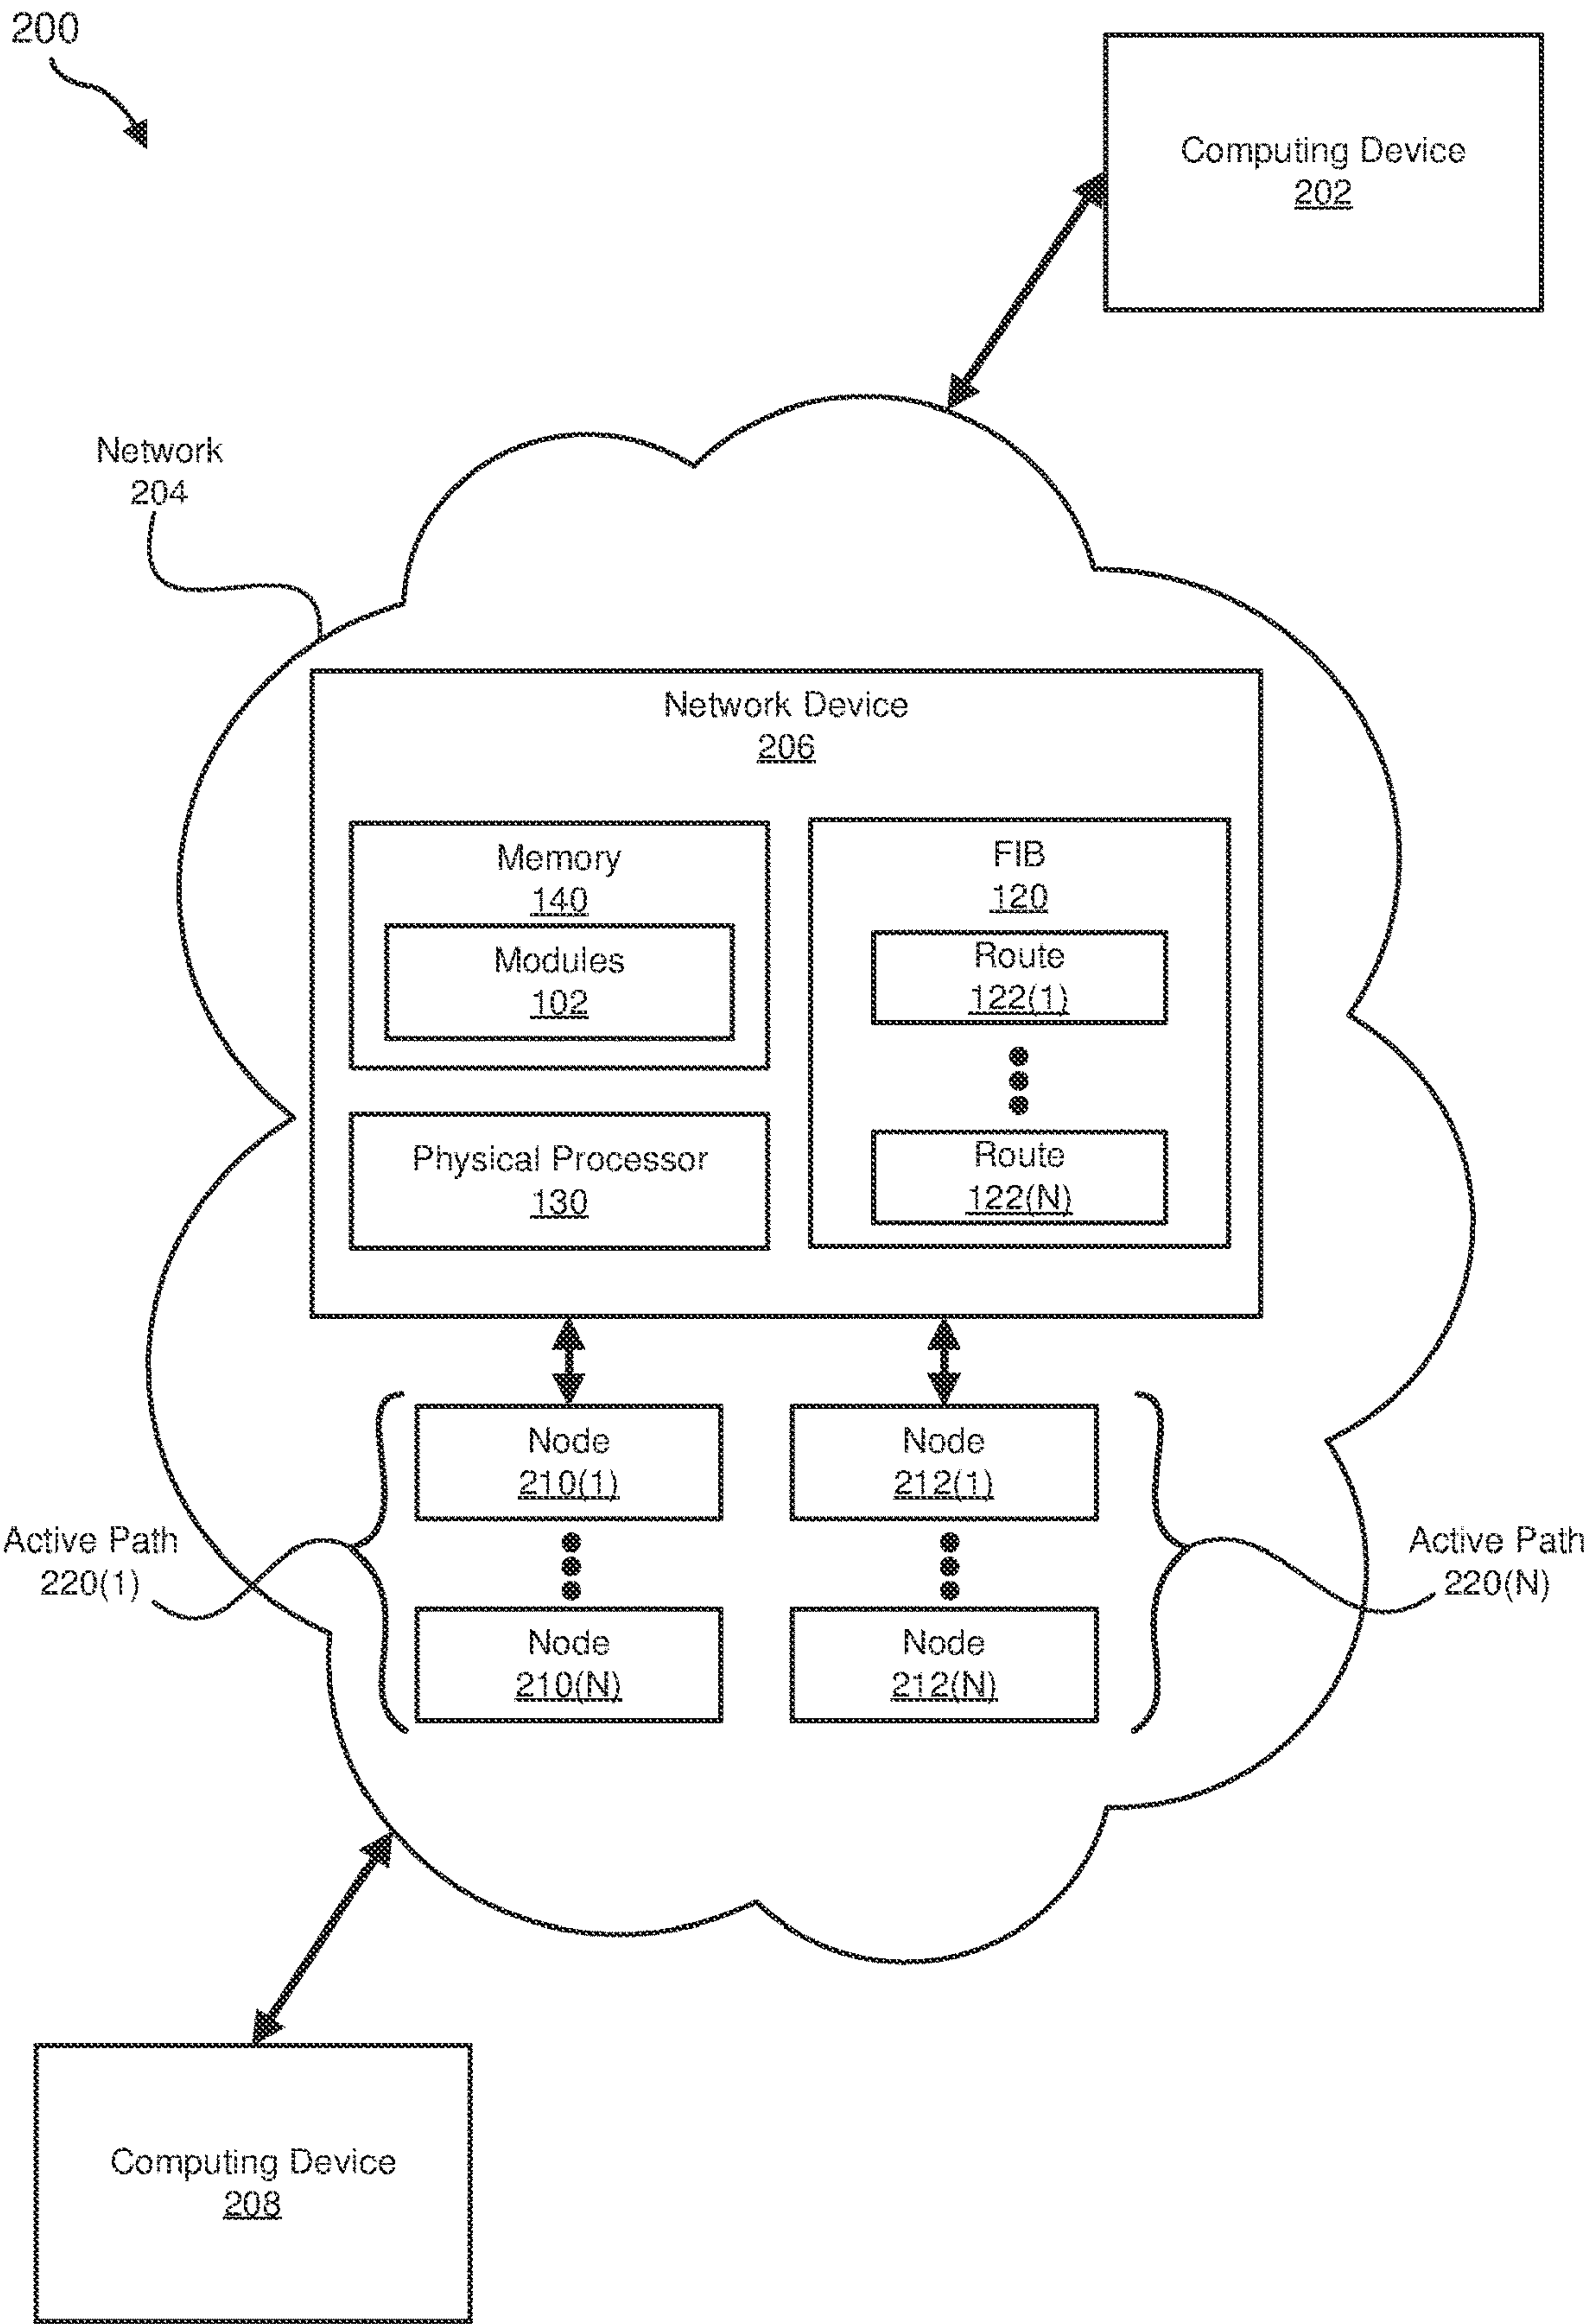 200
Computing Device
202
Network
204
Network Device
206
Memory
140
Modules
102
Physical Processor
130
FIB
120
Route
122(1)
Route
122(N)
Active Path
220(1)
Node
210(1)
Node
210(N)
Node
212(1)
Node
212(N)
Active Path
220(N)
Computing Device
208